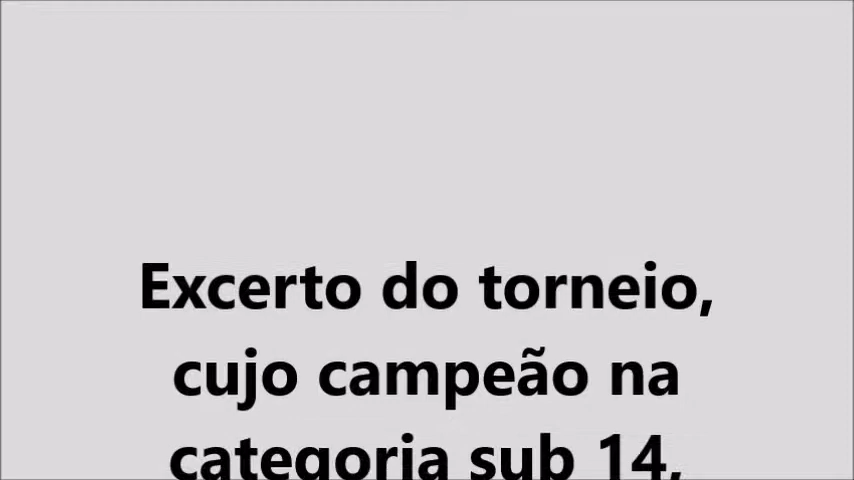 Excerto do torneio,
cujo campeão na
categoria sub 14,